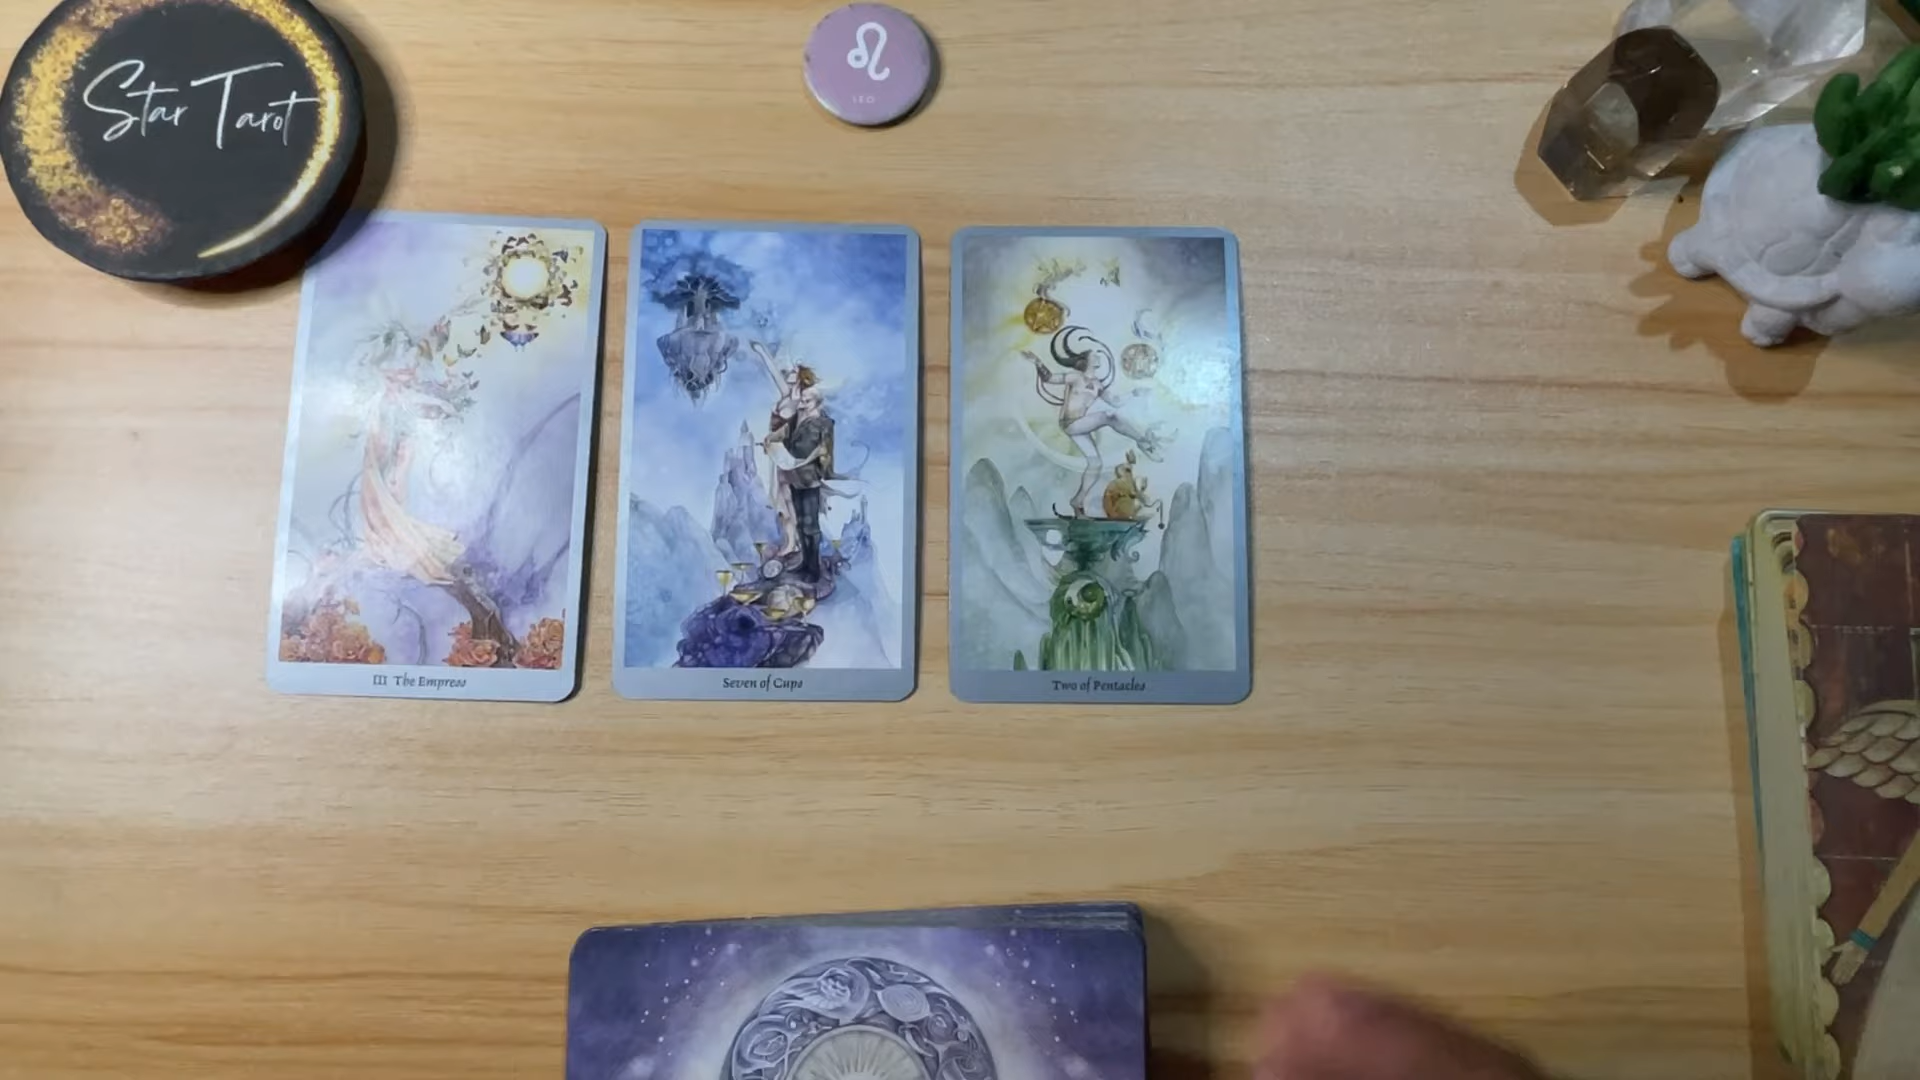 Star Tarot
LEO
III The Empress
Seven of Cups
Two of Pentacles